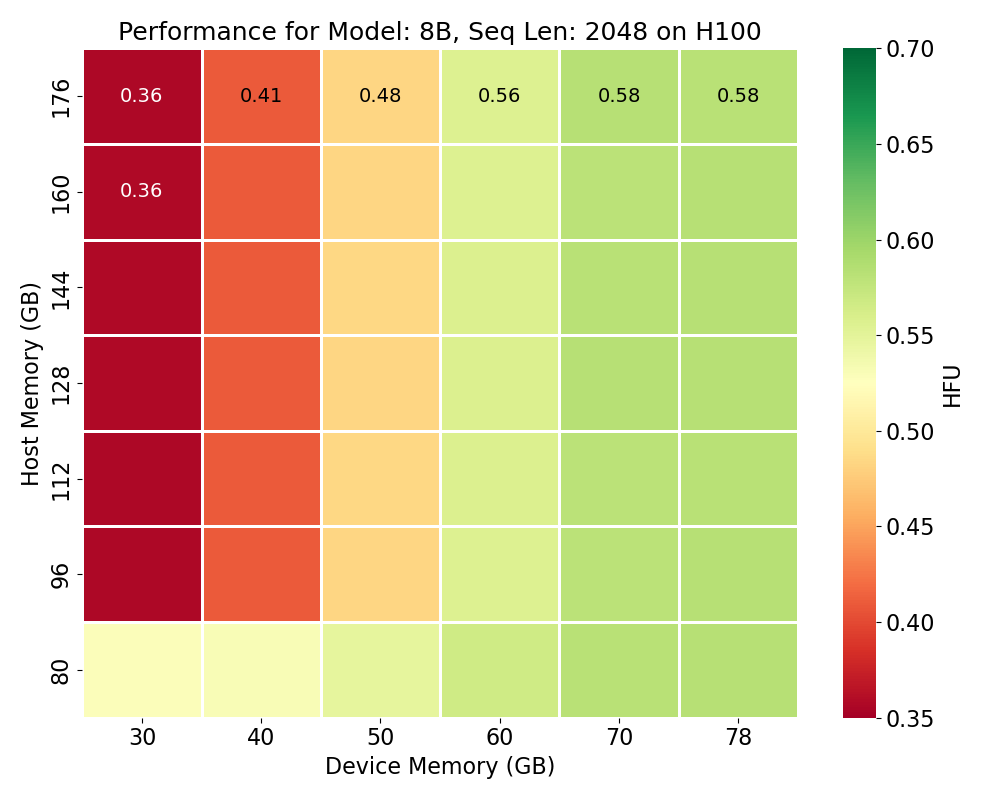 Performance for Model: 8B, Seq Len: 2048 on H100
0.70
176
0.36 0.41 0.48 0.56 0.58 0.58
0.65
160
0.36
0.60
144
Host Memory (GB)
0.55
128
HFU
0.50
112
0.45
96
0.40
80
0.35
30 40 50 60 70 78
Device Memory (GB)